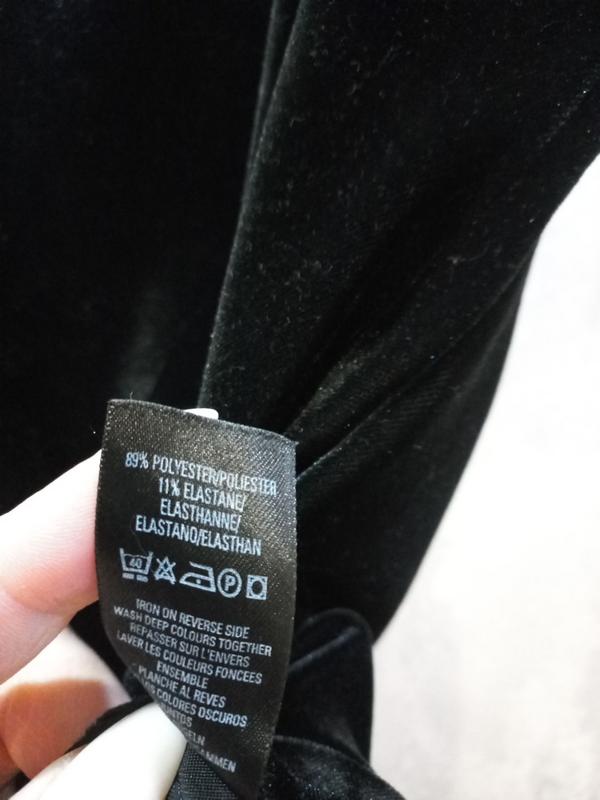 89% POLYESTER/POLIESTER
11% ELASTANE/
ELASTHANNE/
ELASTANO/ELASTHAN
40 P
IRON ON REVERSE SIDE
WASH DEEP COLOURS TOGETHER
REPASSER SUR L'ENVERS
LAVER LES COULEURS FONCEES
ENSEMBLE
PLANCHE AL REVES
COLORES OSCUROS